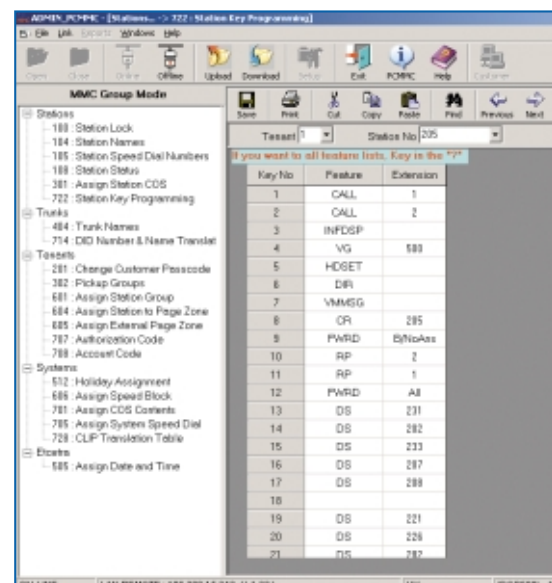 ADMIN_PCMMC - [Stations... -> 722 : Station Key Programming]
File Link Exports Windows Help
Open Close Online Offline Upload Download Setup Exit PCMMC Help Customer
MMC Group Mode
Save Print Cut Copy Paste Find Previous Next
Tenant 1 Station No 205
If you want to all feature lists, Key in the "?"
Stations
100 : Station Lock
104 : Station Names
105 : Station Speed Dial Numbers
108 : Station Status
301 : Assign Station COS
722 : Station Key Programming
Trunks
404 : Trunk Names
714 : DID Number & Name Translat
Tenants
201 : Change Customer Passcode
302 : Pickup Groups
601 : Assign Station Group
604 : Assign Station to Page Zone
605 : Assign External Page Zone
707 : Authorization Code
708 : Account Code
Systems
512 : Holiday Assignment
606 : Assign Speed Block
701 : Assign COS Contents
705 : Assign System Speed Dial
728 : CLIP Translation Table
Etcetra
505 : Assign Date and Time
Key No Feature Extension
1 CALL 1
2 CALL 2
3 INFDSP
4 VG 500
5 HDSET
6 DIR
7 VMMSG
8 CR 205
9 FWRD B/NoAns
10 RP 2
11 RP 1
12 FWRD All
13 DS 231
14 DS 202
15 DS 233
16 DS 207
17 DS 208
18
19 DS 221
20 DS 226
21 DS 202